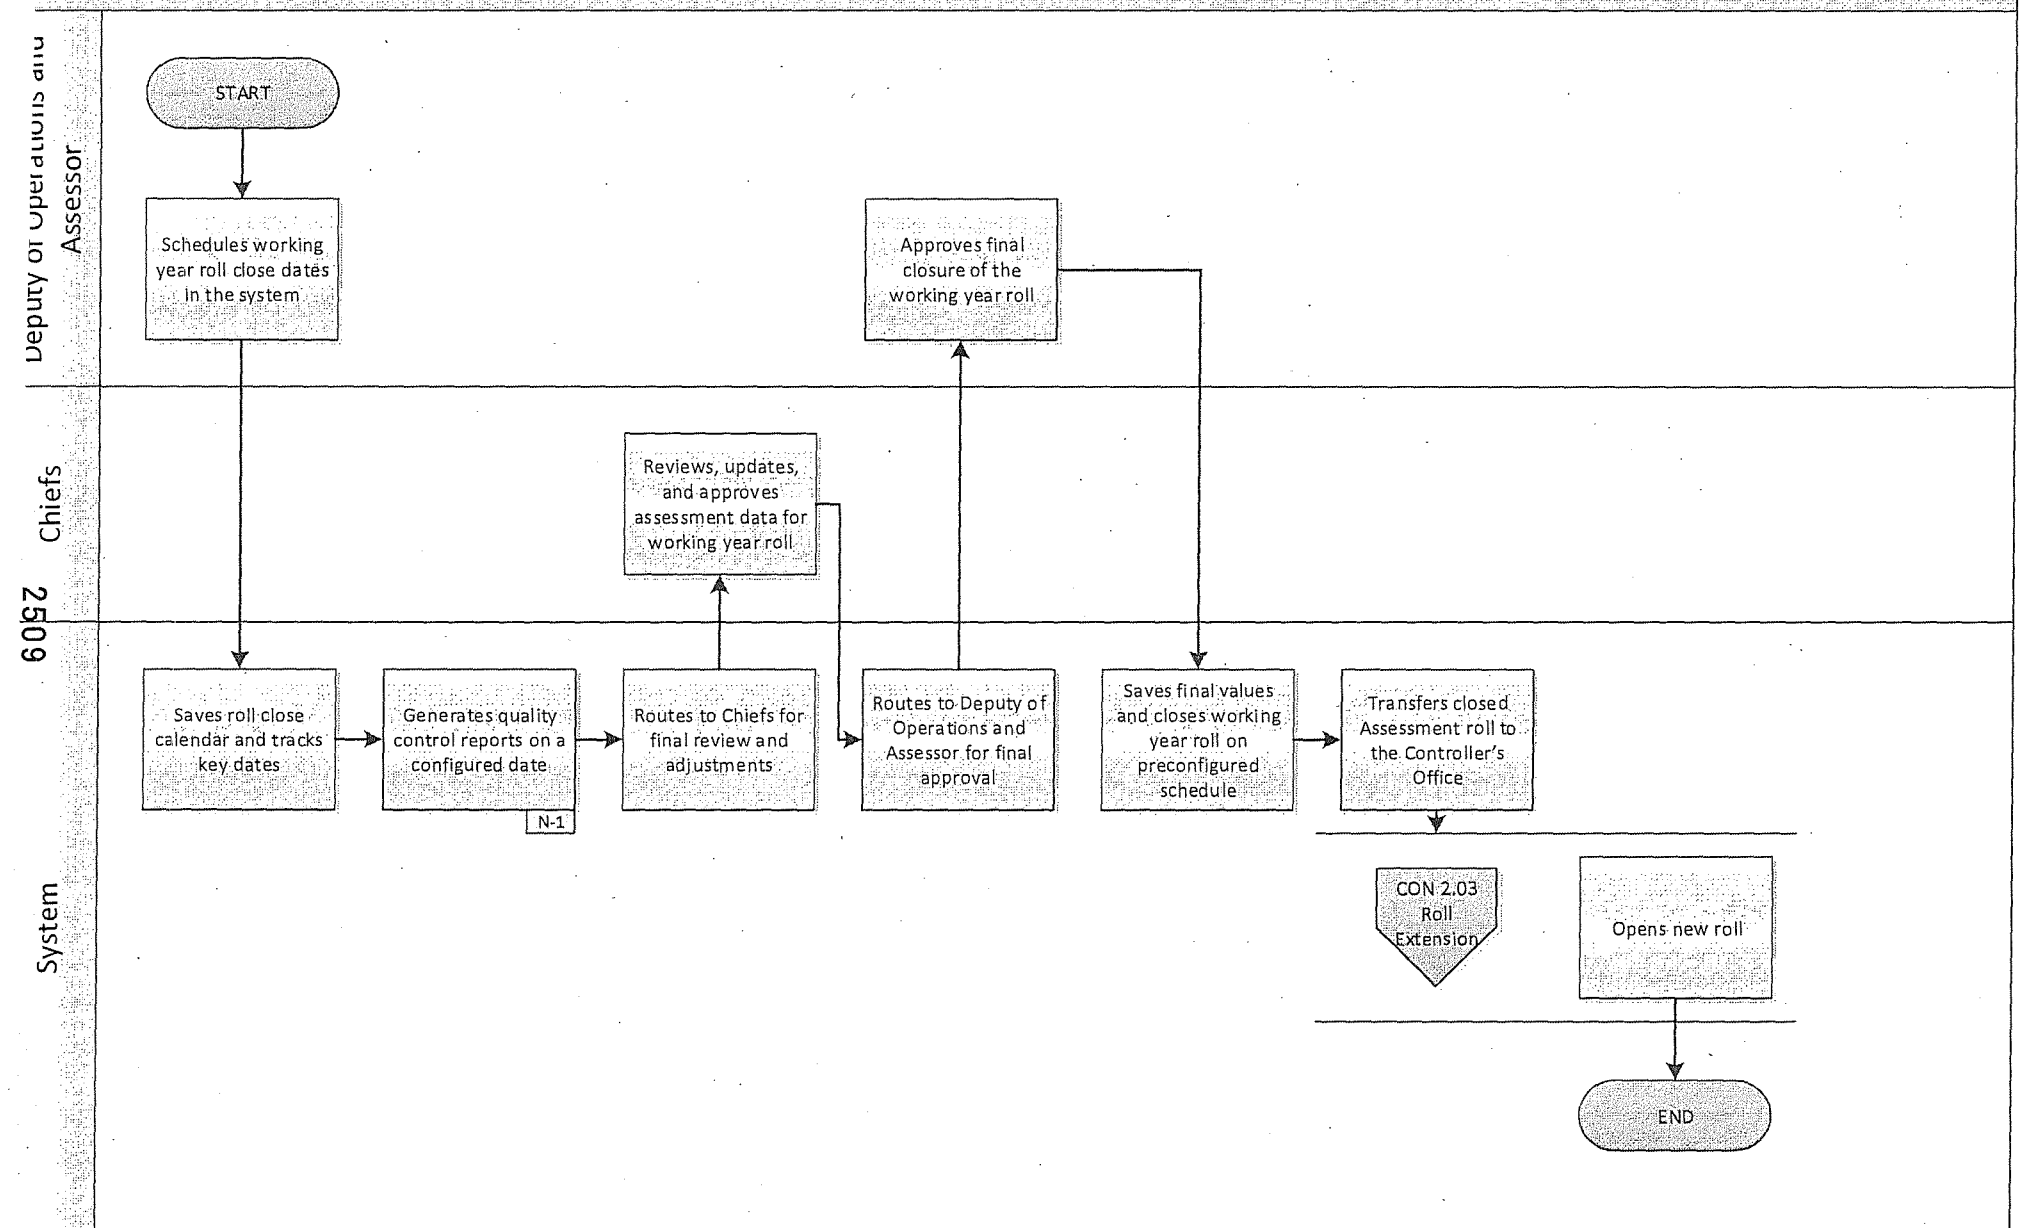 Deputy of Operations and
Assessor
START
Schedules working
year roll close dates
in the system
Approves final
closure of the
working year roll
Chiefs
Reviews, updates,
and approves
assessment data for
working year roll
2509
System
Saves roll close
calendar and tracks
key dates
Generates quality
control reports on a
configured date
N-1
Routes to Chiefs for
final review and
adjustments
Routes to Deputy of
Operations and
Assessor for final
approval
Saves final values
and closes working
year roll on
preconfigured
schedule
Transfers closed
Assessment roll to
the Controller's
Office
CON 2.03
Roll
Extension
Opens new roll
END